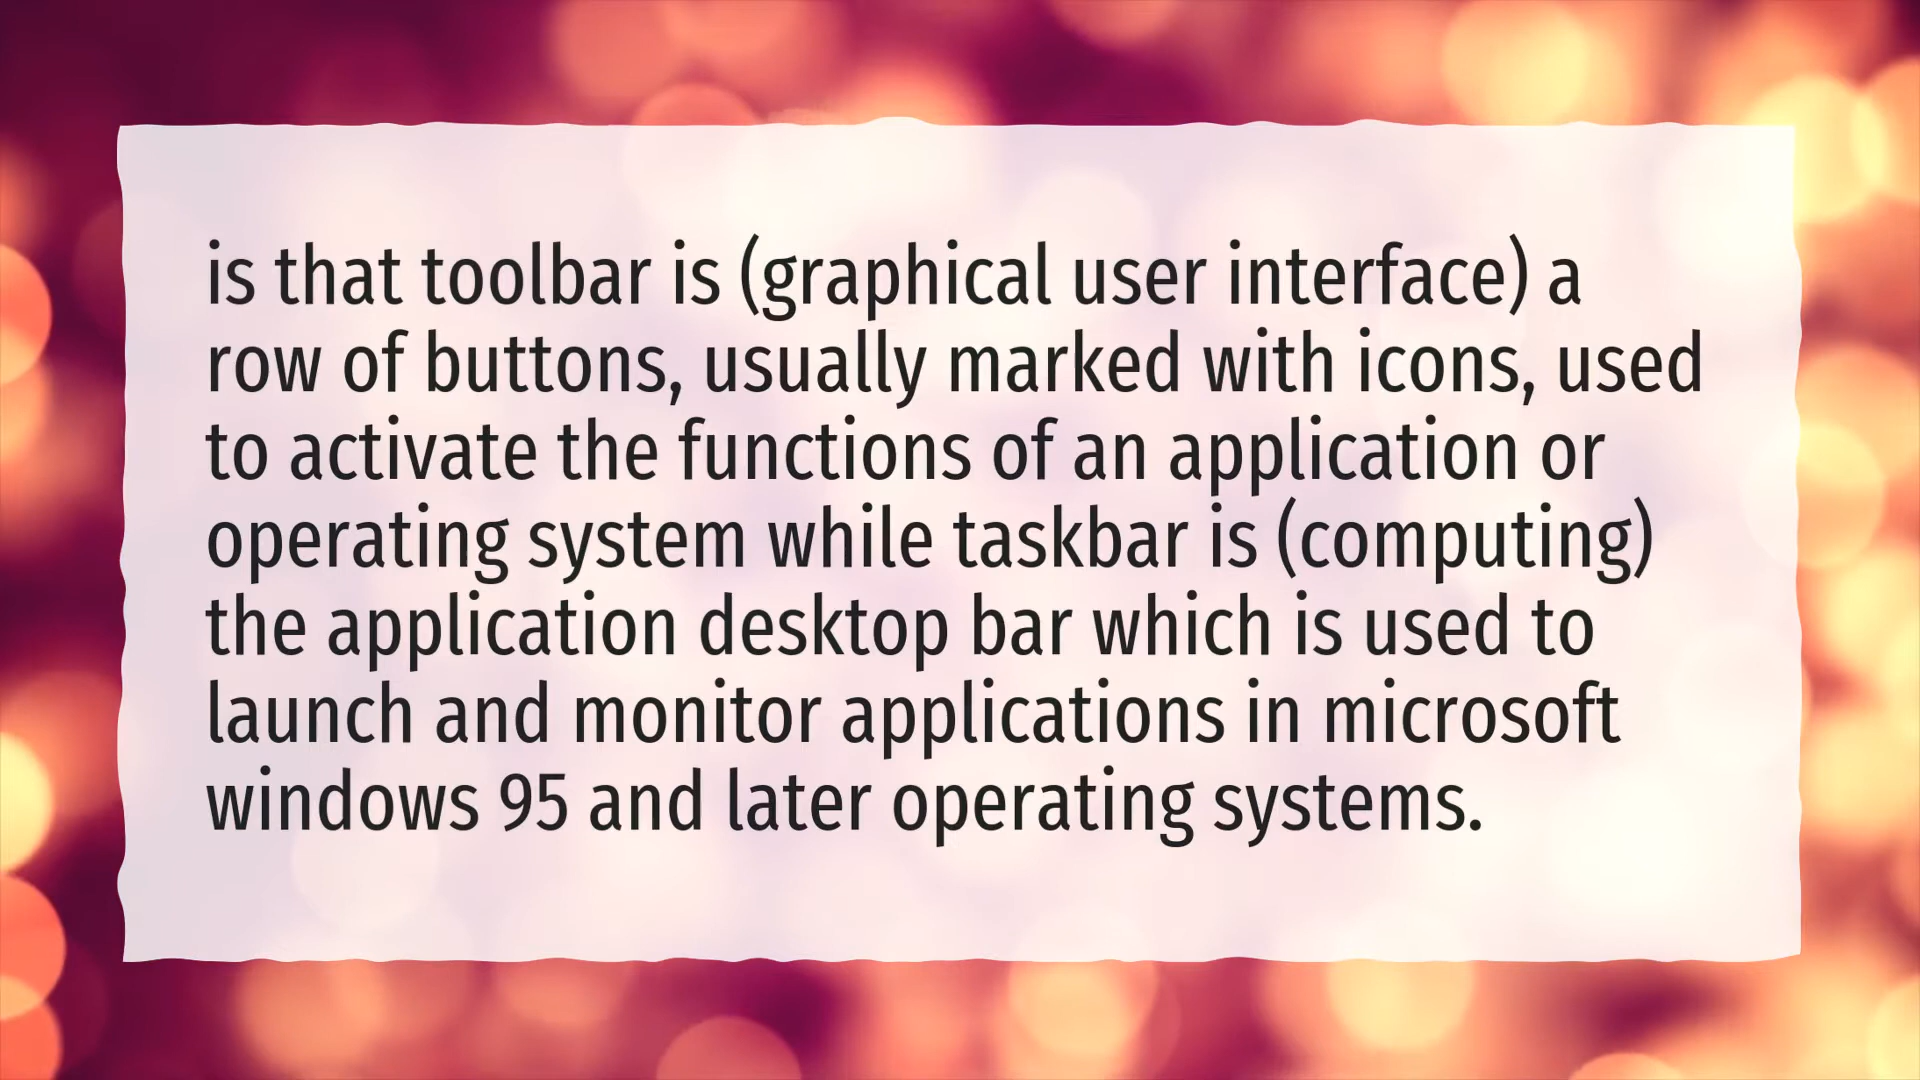 is that toolbar is (graphical user interface) a
row of buttons, usually marked with icons, used
to activate the functions of an application or
operating system while taskbar is (computing)
the application desktop bar which is used to
launch and monitor applications in microsoft
windows 95 and later operating systems.